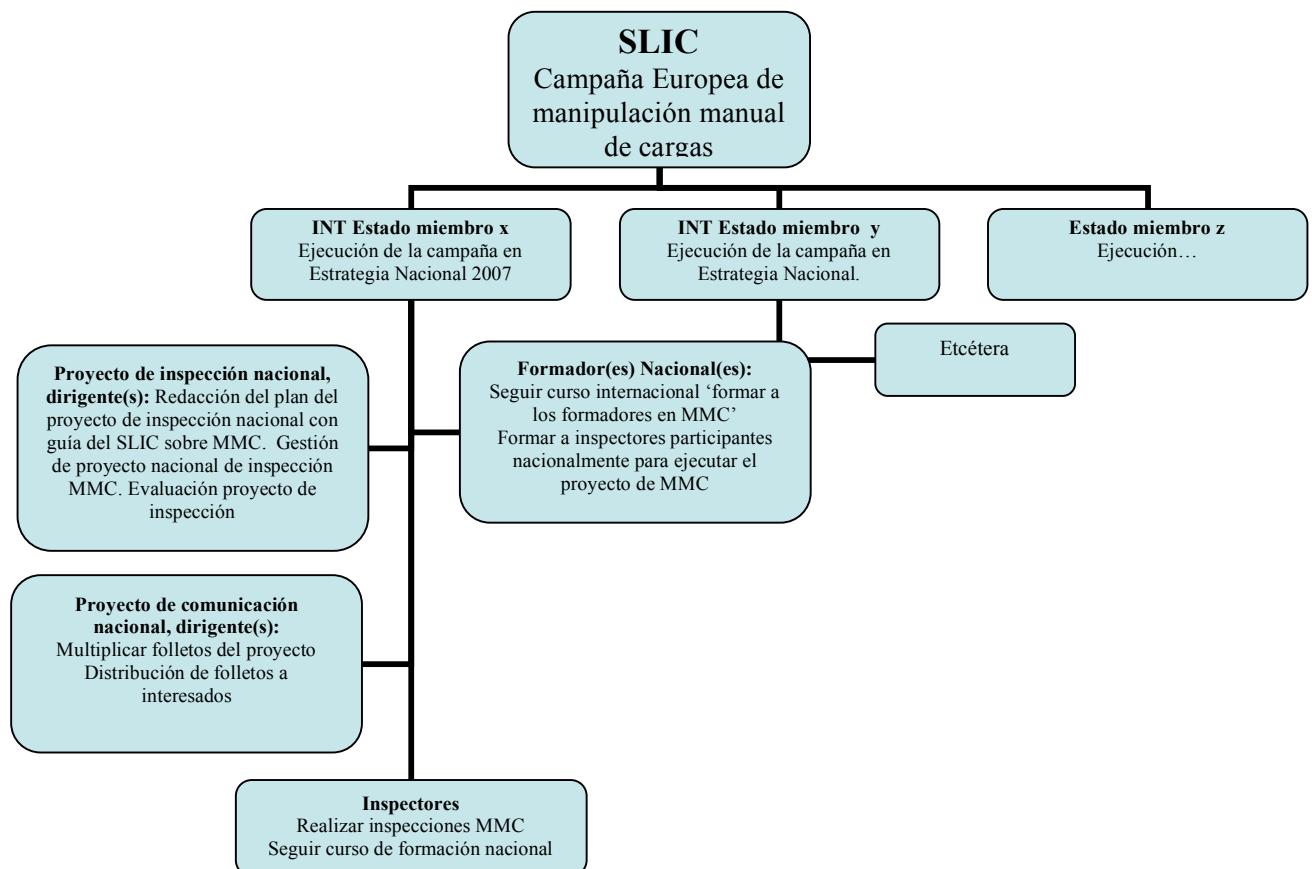 SLIC
Campaña Europea de
manipulación manual
de cargas
INT Estado miembro x
Ejecución de la campaña en
Estrategia Nacional 2007
INT Estado miembro y
Ejecución de la campaña en
Estrategia Nacional.
Estado miembro z
Ejecución…
Etcétera
Proyecto de inspección nacional,
dirigente(s): Redacción del plan del
proyecto de inspección nacional con
guía del SLIC sobre MMC. Gestión
de proyecto nacional de inspección
MMC. Evaluación proyecto de
inspección
Formador(es) Nacional(es):
Seguir curso internacional ‘formar a
los formadores en MMC’
Formar a inspectores participantes
nacionalmente para ejecutar el
proyecto de MMC
Proyecto de comunicación
nacional, dirigente(s):
Multiplicar folletos del proyecto
Distribución de folletos a
interesados
Inspectores
Realizar inspecciones MMC
Seguir curso de formación nacional